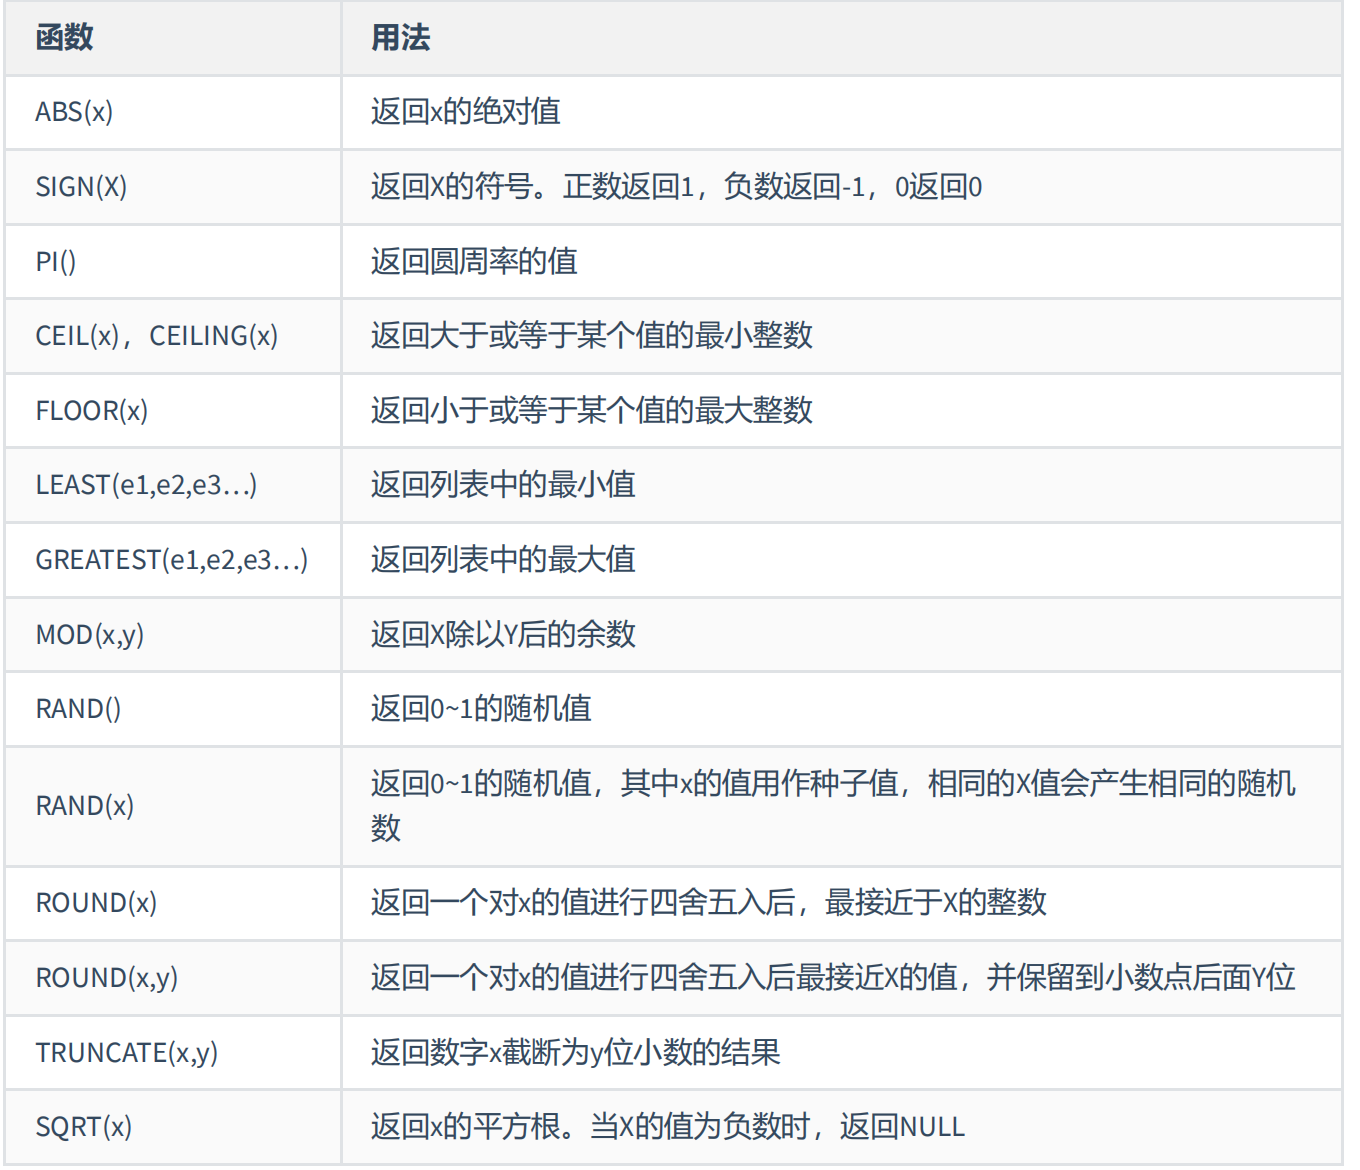 函数 用法
ABS(x) 返回x的绝对值
SIGN(X) 返回X的符号。正数返回1，负数返回-1，0返回0
PI() 返回圆周率的值
CEIL(x)，CEILING(x) 返回大于或等于某个值的最小整数
FLOOR(x) 返回小于或等于某个值的最大整数
LEAST(e1,e2,e3…) 返回列表中的最小值
GREATEST(e1,e2,e3…) 返回列表中的最大值
MOD(x,y) 返回X除以Y后的余数
RAND() 返回0~1的随机值
RAND(x) 返回0~1的随机值，其中x的值用作种子值，相同的X值会产生相同的随机
数
ROUND(x) 返回一个对x的值进行四舍五入后，最接近于X的整数
ROUND(x,y) 返回一个对x的值进行四舍五入后最接近X的值，并保留到小数点后面Y位
TRUNCATE(x,y) 返回数字x截断为y位小数的结果
SQRT(x) 返回x的平方根。当X的值为负数时，返回NULL